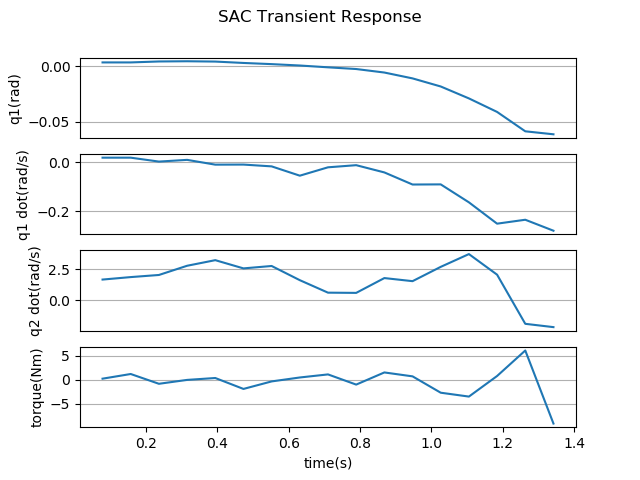 SAC Transient Response
0.00
−0.05
q1(rad)
0.0
−0.2
q1 dot(rad/s)
2.5
0.0
q2 dot(rad/s)
5
0
−5
torque(Nm)
0.2 0.4 0.6 0.8 1.0 1.2 1.4
time(s)